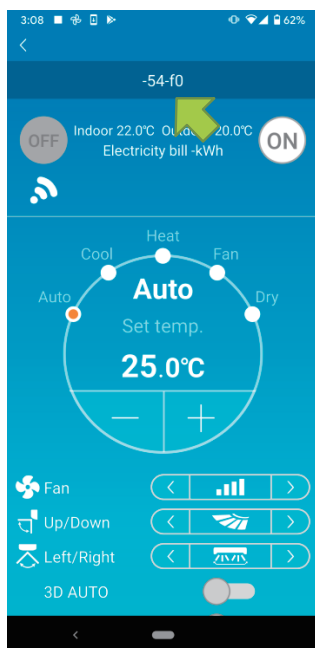 3:08 62%
-54-f0
OFF Indoor 22.0℃ 20.0℃ ON
Electricity bill -kWh
Heat
Cool Fan
Auto Auto Dry
Set temp.
25.0℃
Fan
Up/Down
Left/Right
3D AUTO